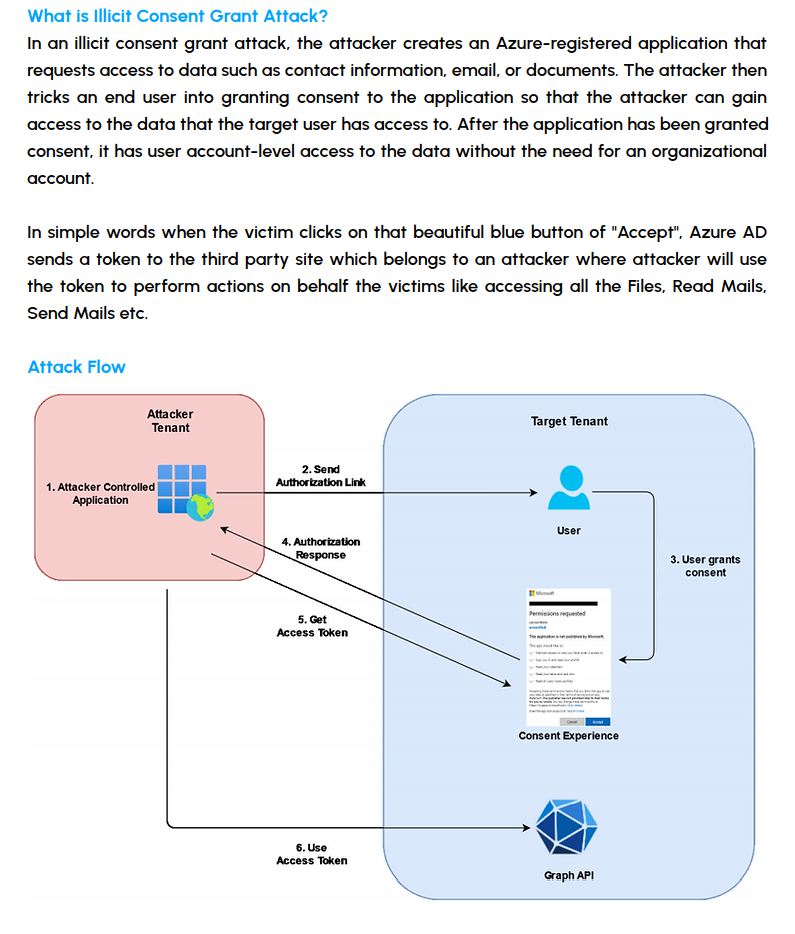 What is Illicit Consent Grant Attack?
In an illicit consent grant attack, the attacker creates an Azure-registered application that
requests access to data such as contact information, email, or documents. The attacker then
tricks an end user into granting consent to the application so that the attacker can gain
access to the data that the target user has access to. After the application has been granted
consent, it has user account-level access to the data without the need for an organizational
account.
In simple words when the victim clicks on that beautiful blue button of "Accept", Azure AD
sends a token to the third party site which belongs to an attacker where attacker will use
the token to perform actions on behalf the victims like accessing all the Files, Read Mails,
Send Mails etc.
Attack Flow
Attacker
Tenant
1. Attacker Controlled
Application
2. Send
Authorization Link
Target Tenant
User
3. User grants
consent
4. Authorization
Response
5. Get
Access Token
Microsoft
Permissions requested
unverified
This application is not published by Microsoft.
This app would like to:
Cancel
Accept
Consent Experience
6. Use
Access Token
Graph API